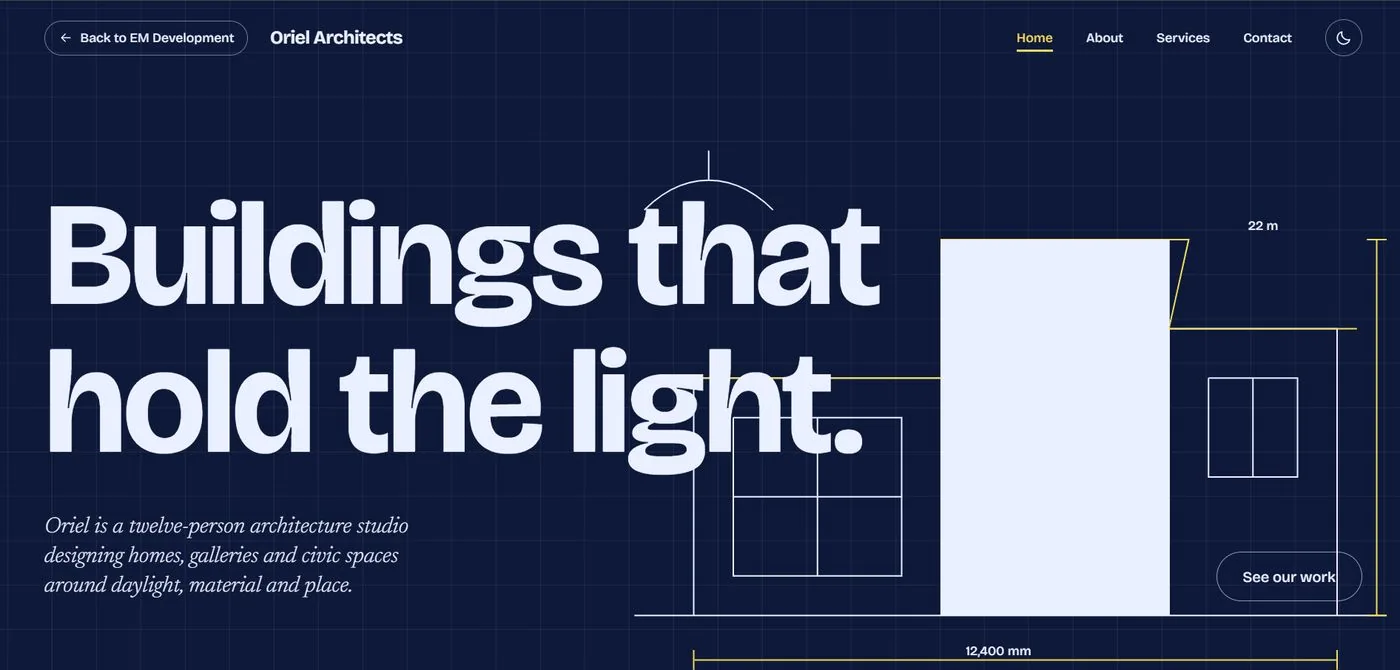 Back to EM Development
Oriel Architects
Home
About
Services
Contact
Buildings that
hold the light.
22 m
Oriel is a twelve-person architecture studio
designing homes, galleries and civic spaces
around daylight, material and place.
See our work
12,400 mm